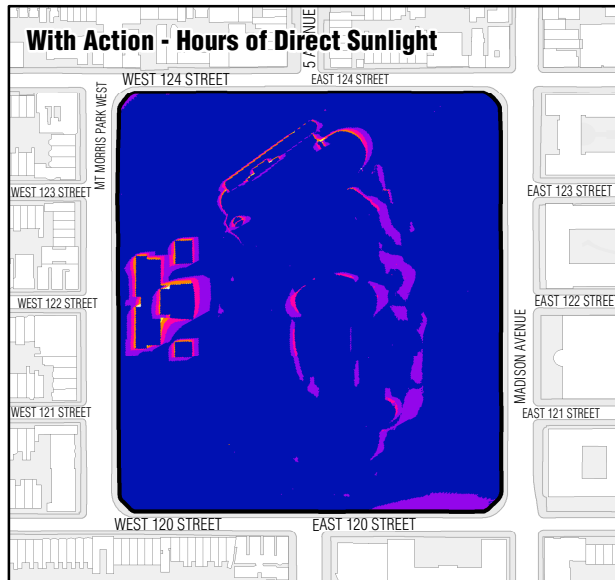 With Action - Hours of Direct Sunlight
5 AVENUE
WEST 124 STREET
EAST 124 STREET
MT MORRIS PARK WEST
WEST 123 STREET
EAST 123 STREET
WEST 122 STREET
EAST 122 STREET
MADISON AVENUE
WEST 121 STREET
EAST 121 STREET
WEST 120 STREET
EAST 120 STREET